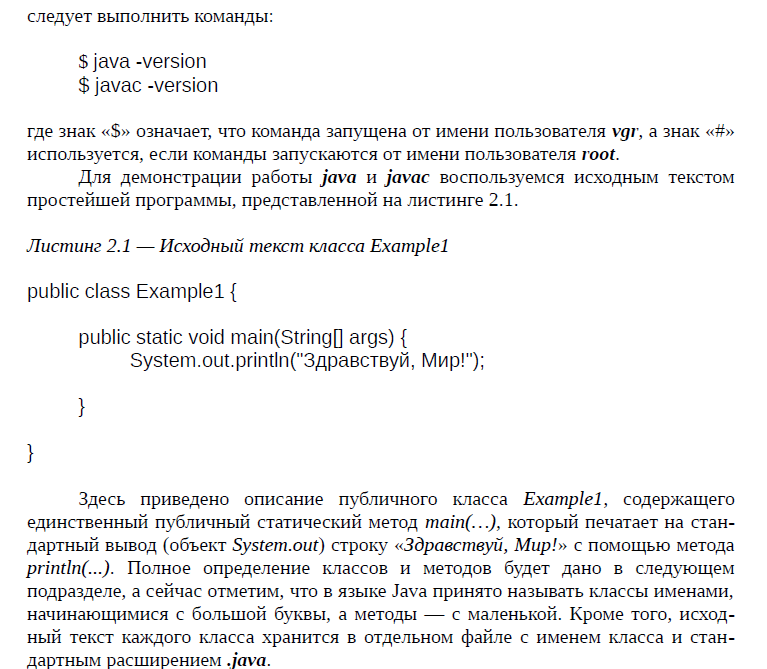 следует выполнить команды:
$ java -version
$ javac -version
где знак «$» означает, что команда запущена от имени пользователя vgr, а знак «#»
используется, если команды запускаются от имени пользователя root.
Для демонстрации работы java и javac воспользуемся исходным текстом
простейшей программы, представленной на листинге 2.1.
Листинг 2.1 — Исходный текст класса Example1
public class Example1 {
public static void main(String[] args) {
System.out.println("Здравствуй, Мир!");
}
}
Здесь приведено описание публичного класса Example1, содержащего
единственный публичный статический метод main(…), который печатает на стан-
дартный вывод (объект System.out) строку «Здравствуй, Мир!» с помощью метода
println(...). Полное определение классов и методов будет дано в следующем
подразделе, а сейчас отметим, что в языке Java принято называть классы именами,
начинающимися с большой буквы, а методы — с маленькой. Кроме того, исход-
ный текст каждого класса хранится в отдельном файле с именем класса и стан-
дартным расширением .java.